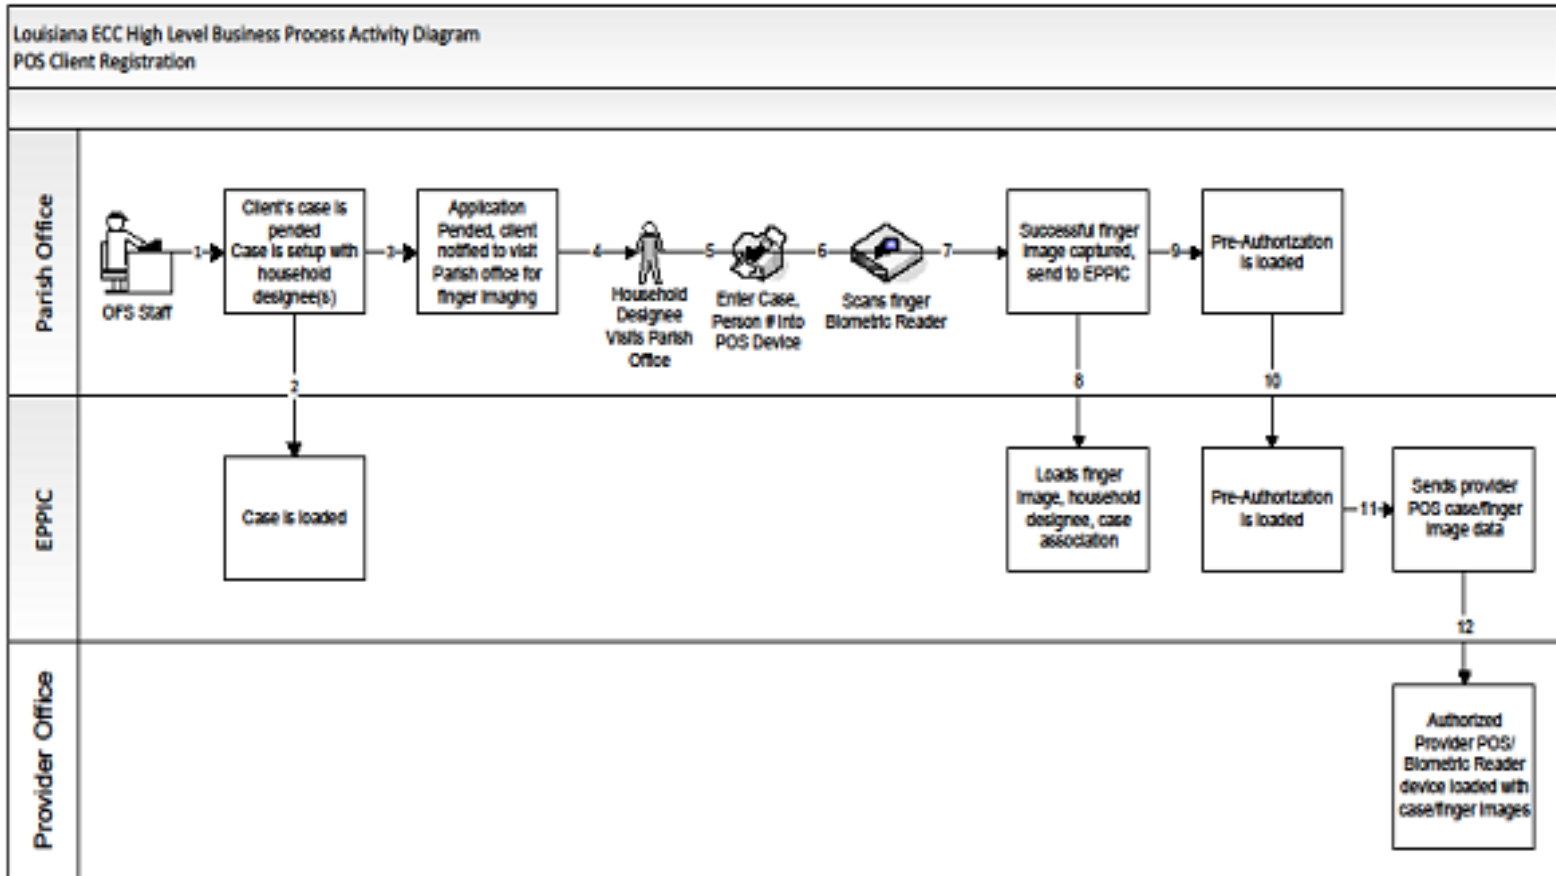 Louisiana ECC High Level Business Process Activity Diagram
POS Client Registration
Parish Office
OFS Staff
1
Client's case is
pended
Case is setup with
household
designee(s)
2
3
Application
Pended, client
notified to visit
Parish office for
finger imaging
4
Household
Designee
Visits Parish
Office
5
Enter Case,
Person # into
POS Device
6
Scans finger
Biometric Reader
7
Successful finger
image captured,
send to EPPIC
8
9
Pre-Authorization
is loaded
10
EPPIC
Case is loaded
Loads finger
image, household
designee, case
association
Pre-Authorization
is loaded
11
Sends provider
POS case/finger
image data
12
Provider Office
Authorized
Provider POS/
Biometric Reader
device loaded with
case/finger images